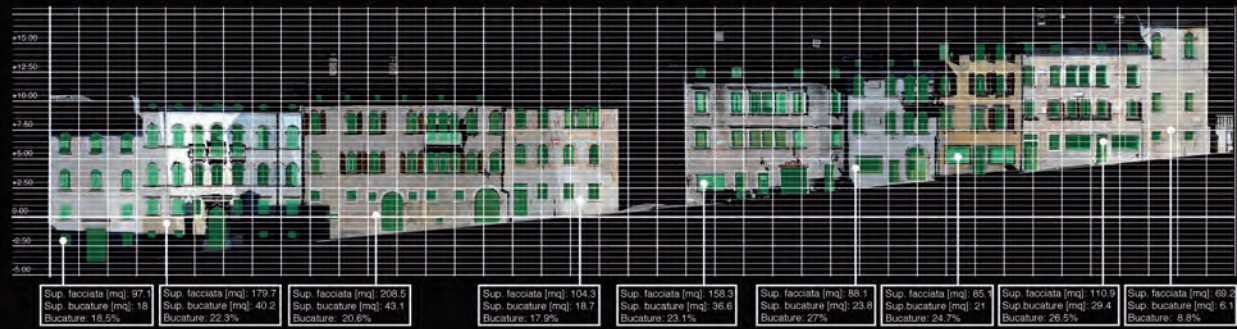 +15.00
+12.50
+10.00
+7.50
+5.00
+2.50
0.00
-2.50
-5.00
Sup. facciata [mq]: 97.1
Sup. bucature [mq]: 18
Bucature: 18,5%
Sup. facciata [mq]: 179.7
Sup. bucature [mq]: 40.2
Bucature: 22.3%
Sup. facciata [mq]: 208.5
Sup. bucature [mq]: 43.1
Bucature: 20.6%
Sup. facciata [mq]: 104.3
Sup. bucature [mq]: 18.7
Bucature: 17.9%
Sup. facciata [mq]: 158.3
Sup. bucature [mq]: 36.6
Bucature: 23.1%
Sup. facciata [mq]: 88.1
Sup. bucature [mq]: 23.8
Bucature: 27%
Sup. facciata [mq]: 85.1
Sup. bucature [mq]: 21
Bucature: 24.7%
Sup. facciata [mq]: 110.9
Sup. bucature [mq]: 29.4
Bucature: 26.5%
Sup. facciata [mq]: 69.2
Sup. bucature [mq]: 6.1
Bucature: 8.8%